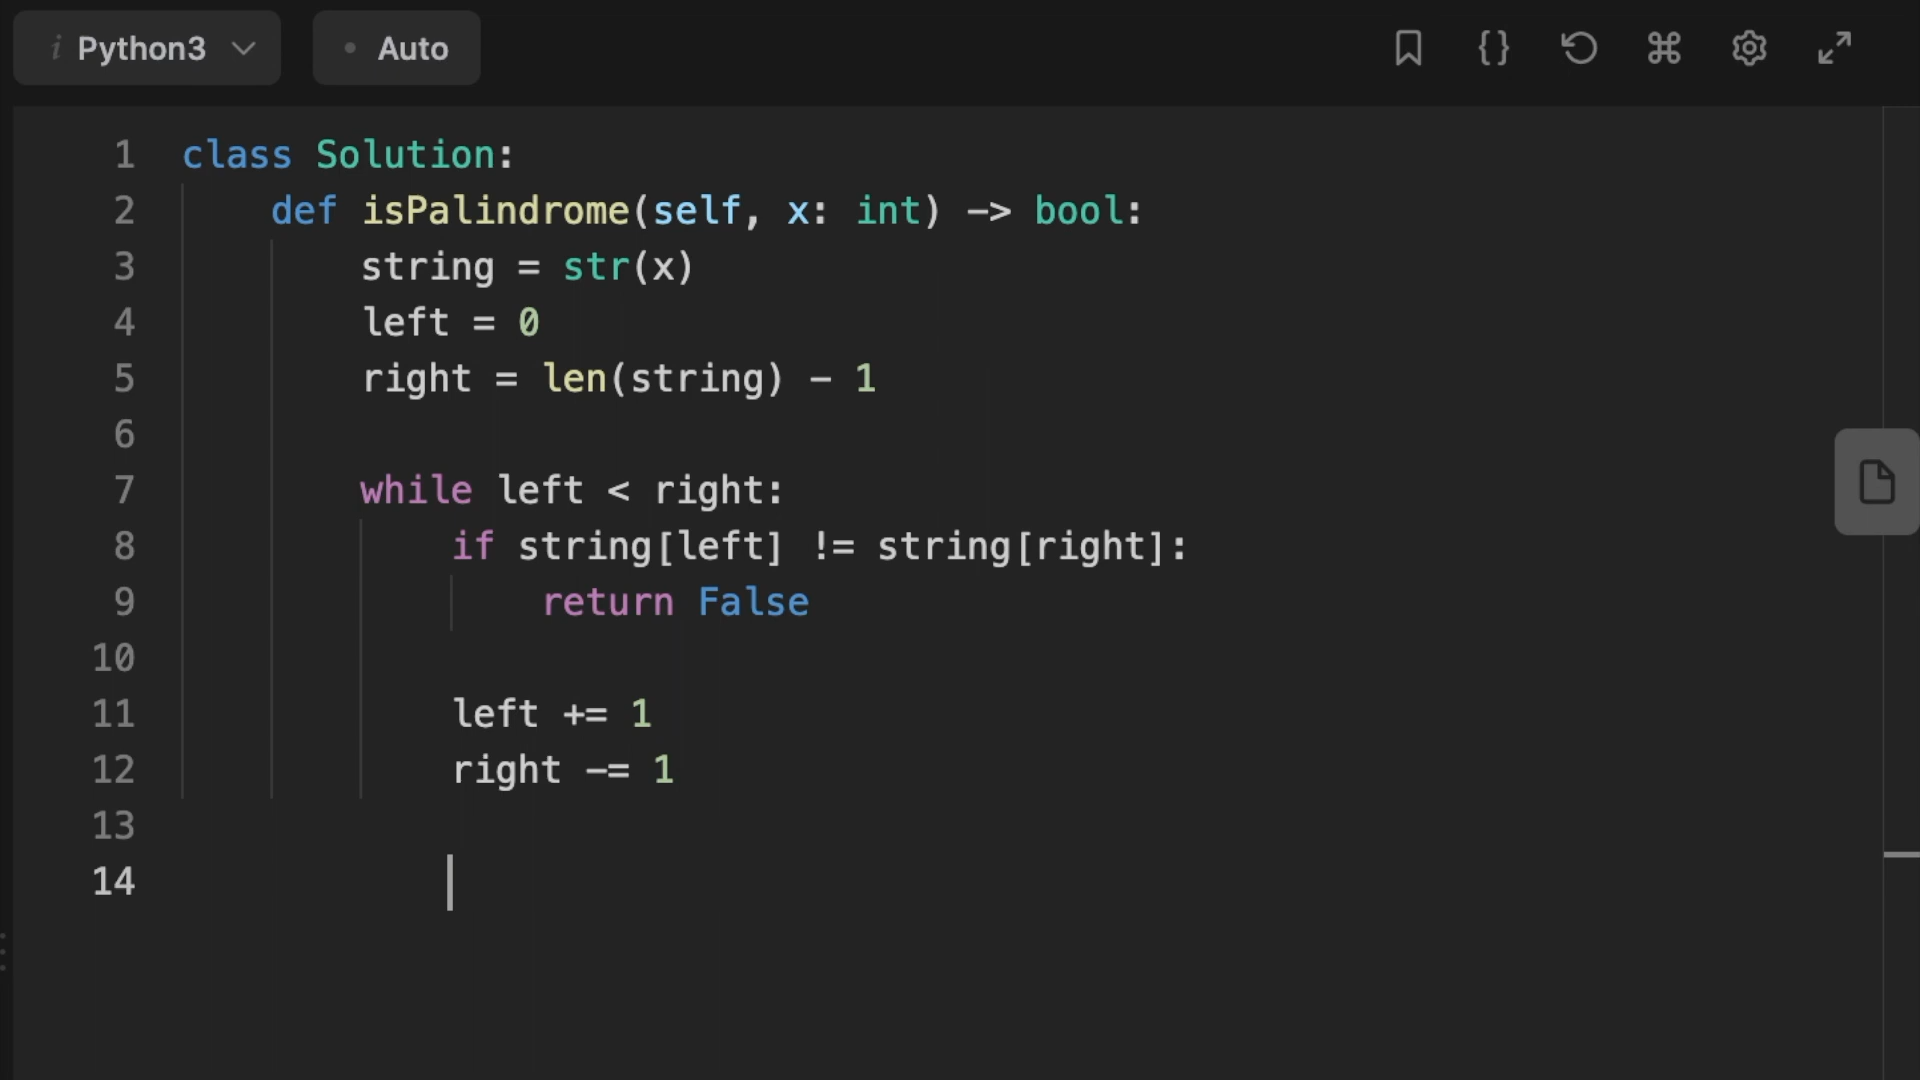 i Python3 Auto
1 class Solution:
2 def isPalindrome(self, x: int) -> bool:
3 string = str(x)
4 left = 0
5 right = len(string) - 1
6
7 while left < right:
8 if string[left] != string[right]:
9 return False
10
11 left += 1
12 right -= 1
13
14